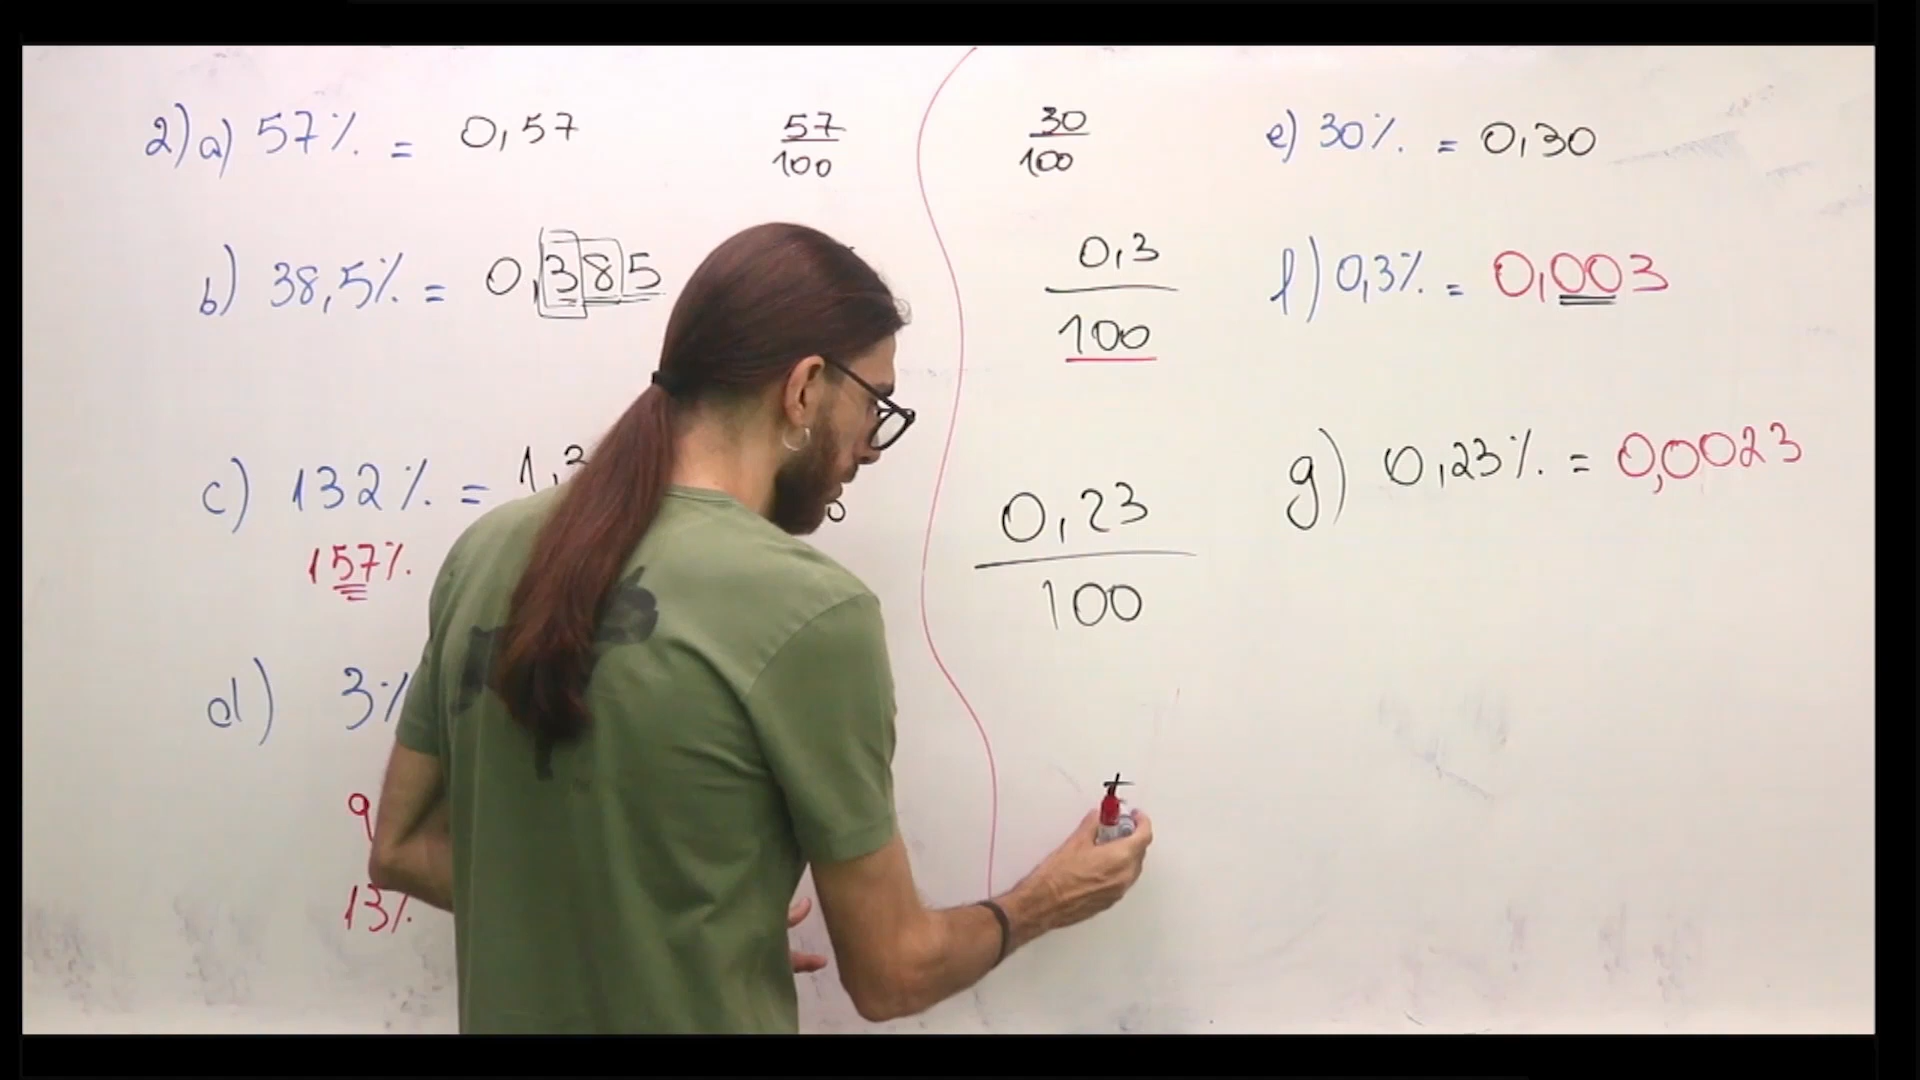 2) a) 57% = 0,57
57
100
b) 38,5% = 0,385
c) 132% = 1,3
157%.
d) 3%
9
13%.
30
100
e) 30% = 0,30
0,3
100
f) 0,3% = 0,003
0,23
100
g) 0,23% = 0,0023